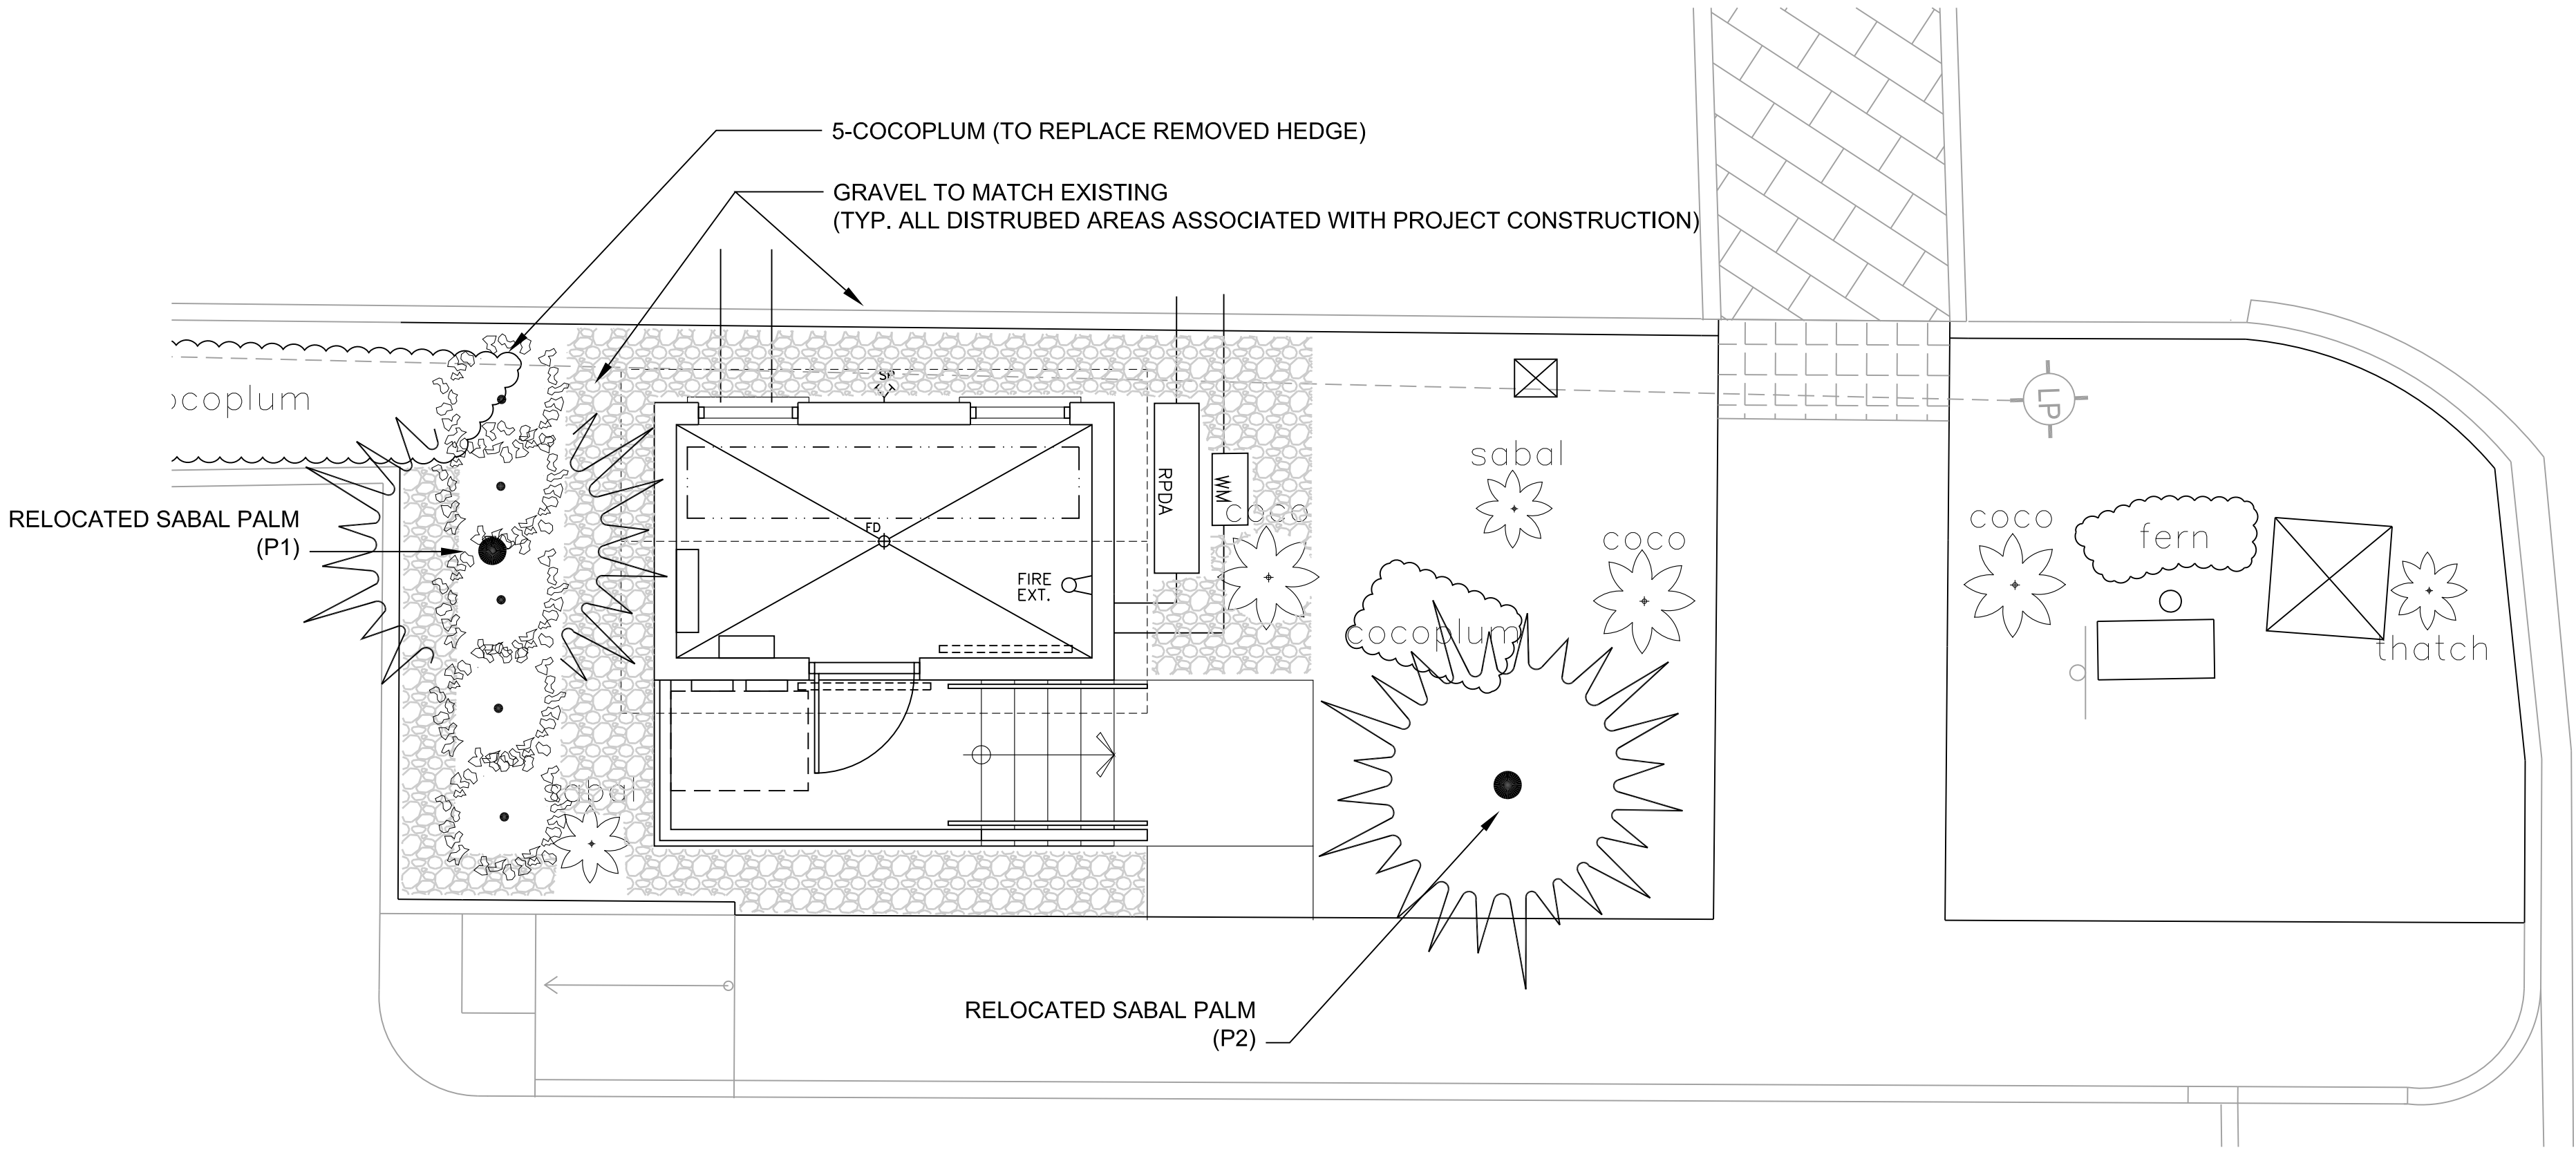 5-COCOPLUM (TO REPLACE REMOVED HEDGE)
GRAVEL TO MATCH EXISTING
(TYP. ALL DISTRUBED AREAS ASSOCIATED WITH PROJECT CONSTRUCTION)
ocoplum
RELOCATED SABAL PALM
(P1)
FD
FIRE
EXT.
RPDA
WM
coco
sabal
cocoplum
coco
LP
coco
fern
thatch
sabal
RELOCATED SABAL PALM
(P2)